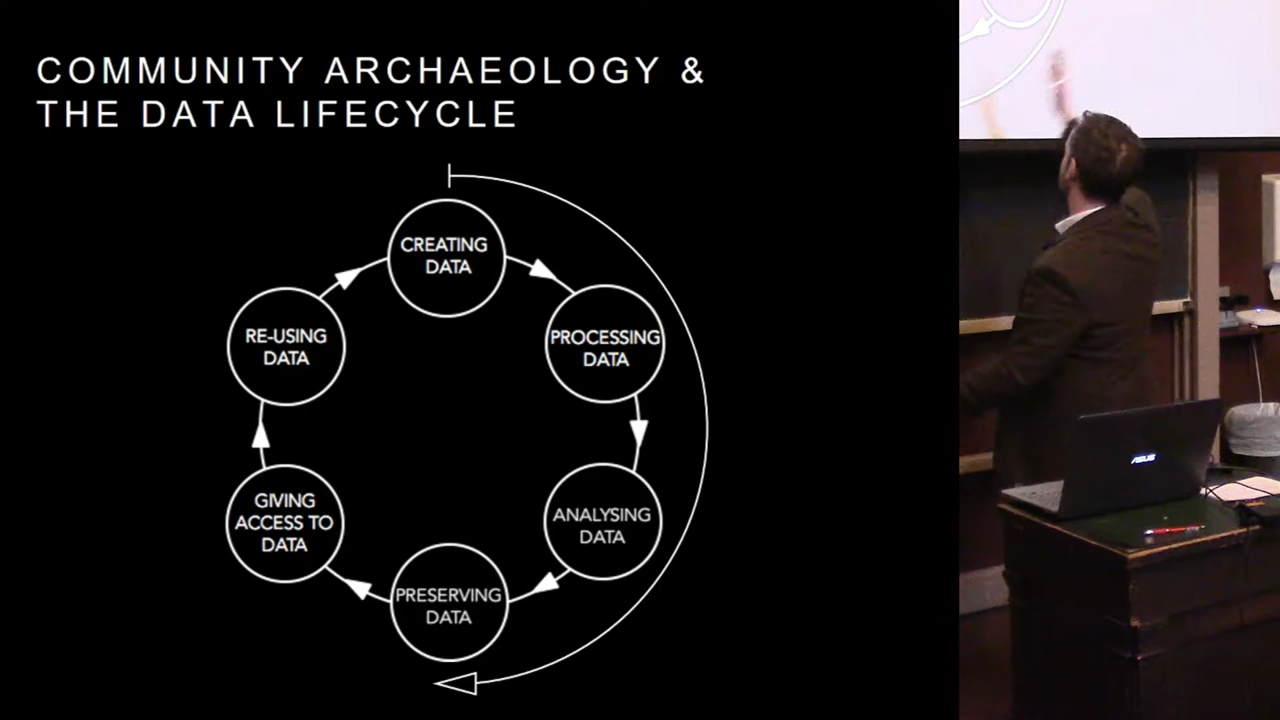 COMMUNITY ARCHAEOLOGY &
THE DATA LIFECYCLE
CREATING
DATA
PROCESSING
DATA
ANALYSING
DATA
PRESERVING
DATA
GIVING
ACCESS TO
DATA
RE-USING
DATA
ASUS